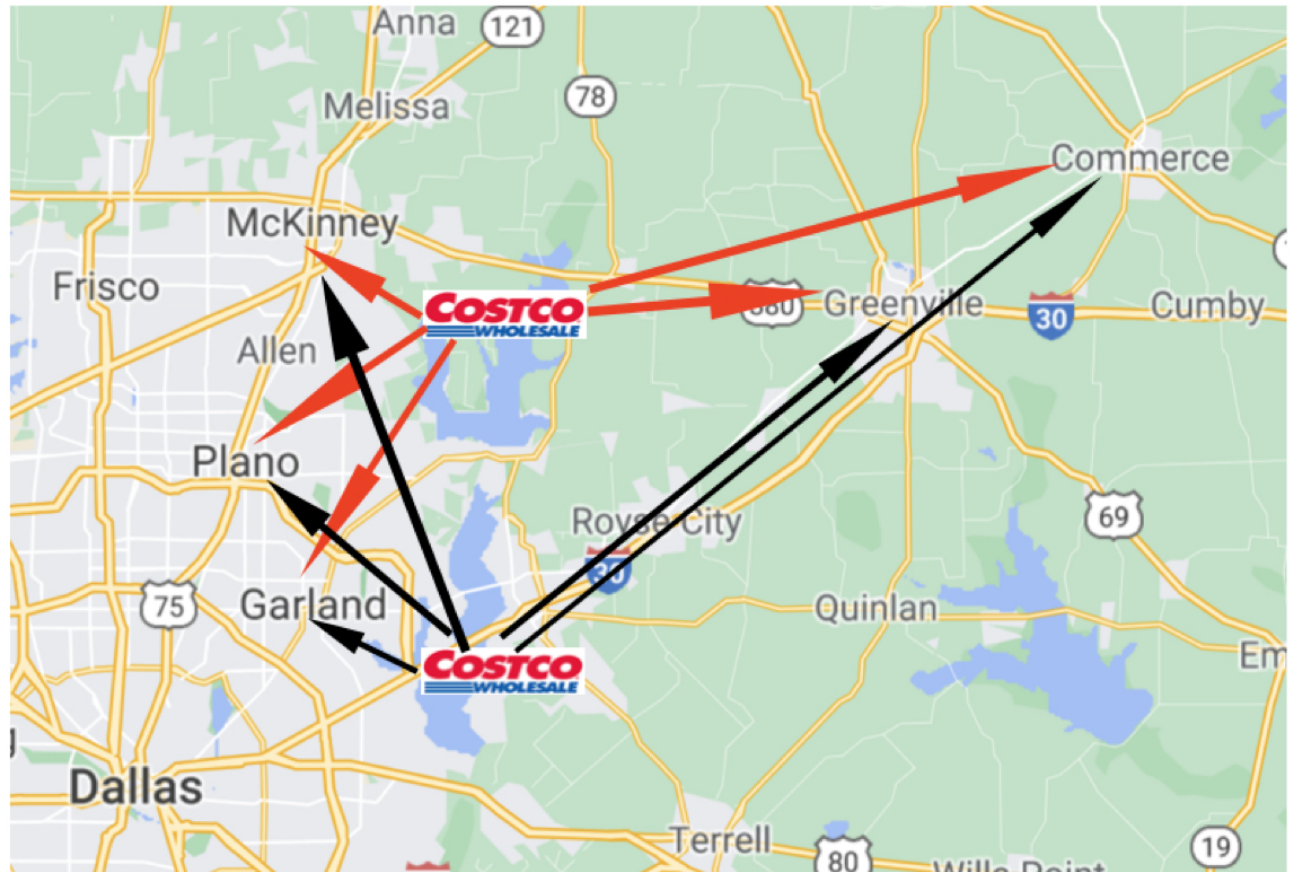 Anna
121
78
Melissa
Commerce
McKinney
Frisco
COSTCO
WHOLESALE
380
Greenville
30
Cumby
Allen
Plano
69
Royse City
30
75
Garland
Quinlan
COSTCO
WHOLESALE
Dallas
Terrell
80
19